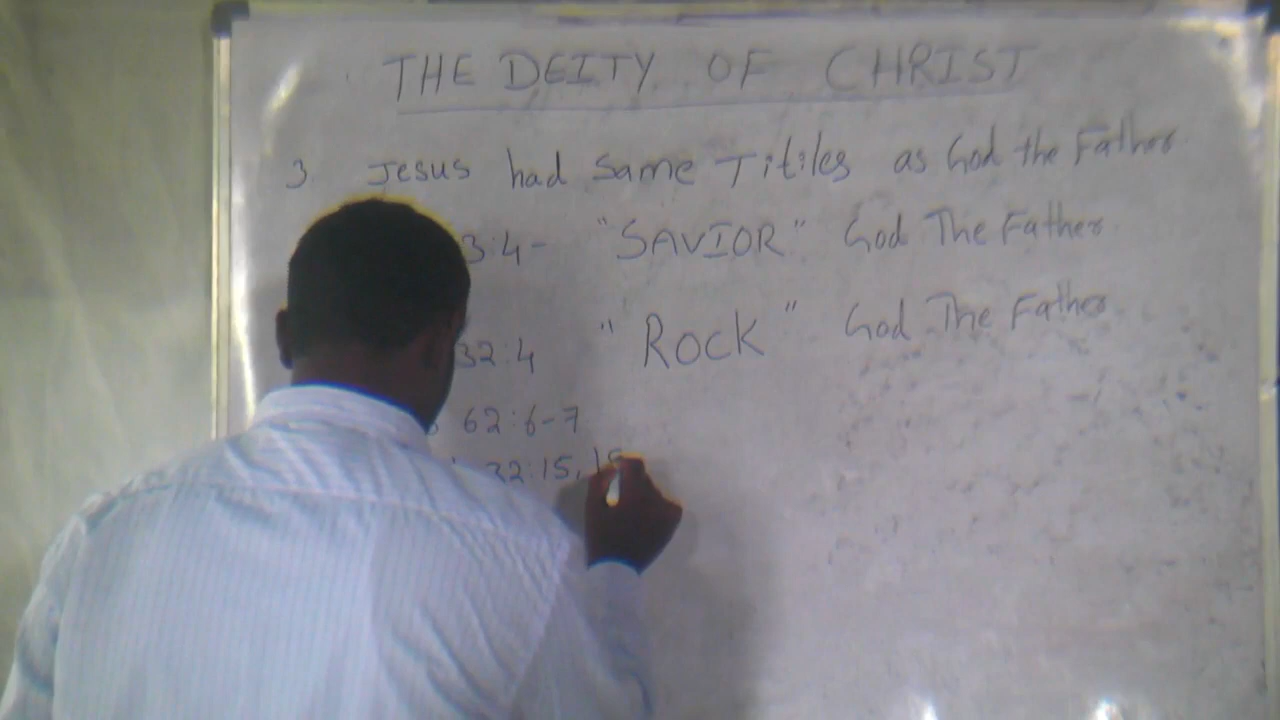 THE DEITY OF CHRIST
3 Jesus had Same Titiles as God the Father
3:4- "SAVIOR" God The Father
32:4 "ROCK" God The Father
62:6-7
32:15,